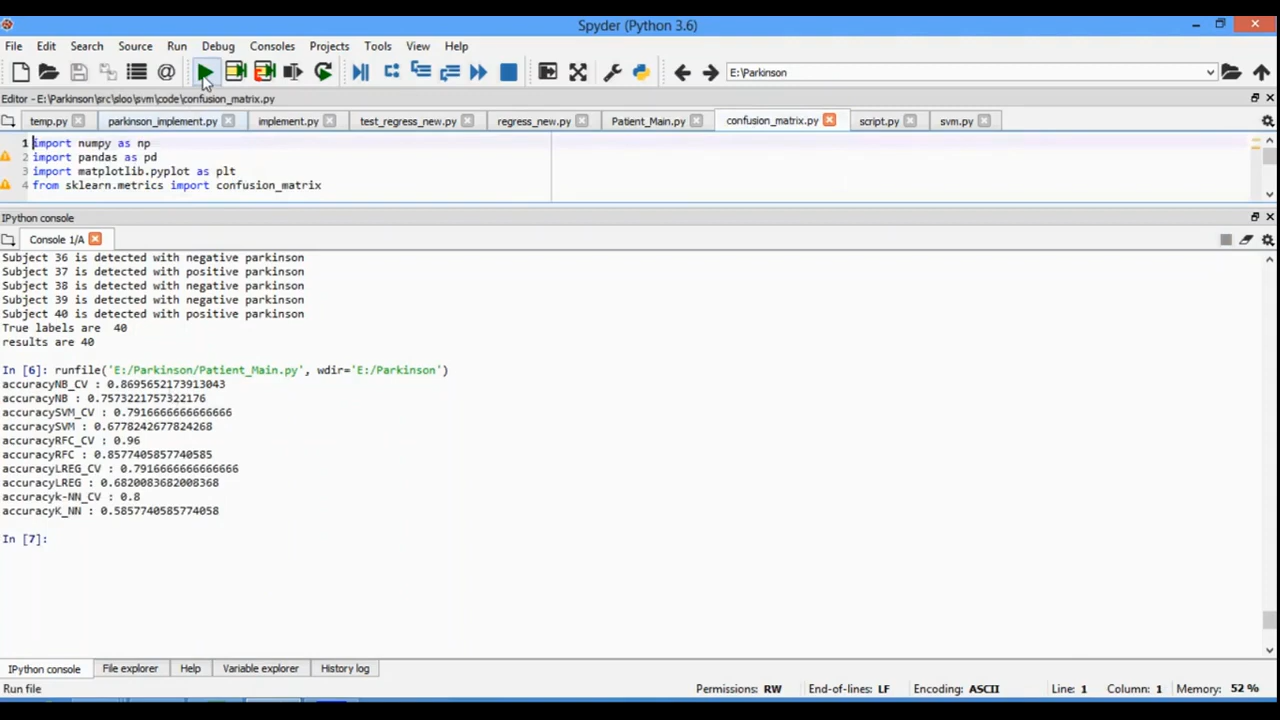 Spyder (Python 3.6)
File Edit Search Source Run Debug Consoles Projects Tools View Help
E:\Parkinson
Editor - E:\Parkinson\src\sloo\svm\code\confusion_matrix.py
temp.py parkinson_implement.py implement.py test_regress_new.py regress_new.py Patient_Main.py confusion_matrix.py script.py svm.py
1 import numpy as np
2 import pandas as pd
3 import matplotlib.pyplot as plt
4 from sklearn.metrics import confusion_matrix
IPython console
Console 1/A
Subject 36 is detected with negative parkinson
Subject 37 is detected with positive parkinson
Subject 38 is detected with negative parkinson
Subject 39 is detected with negative parkinson
Subject 40 is detected with positive parkinson
True labels are  40
results are 40
In [6]: runfile('E:/Parkinson/Patient_Main.py', wdir='E:/Parkinson')
accuracyNB_CV : 0.8695652173913043
accuracyNB : 0.7573221757322176
accuracySVM_CV : 0.7916666666666666
accuracySVM : 0.6778242677824268
accuracyRFC_CV : 0.96
accuracyRFC : 0.8577405857740585
accuracyLREG_CV : 0.7916666666666666
accuracyLREG : 0.6820083682008368
accuracyk-NN_CV : 0.8
accuracyK_NN : 0.5857740585774058
In [7]:
IPython console File explorer Help Variable explorer History log
Run file Permissions: RW End-of-lines: LF Encoding: ASCII Line: 1 Column: 1 Memory: 52 %